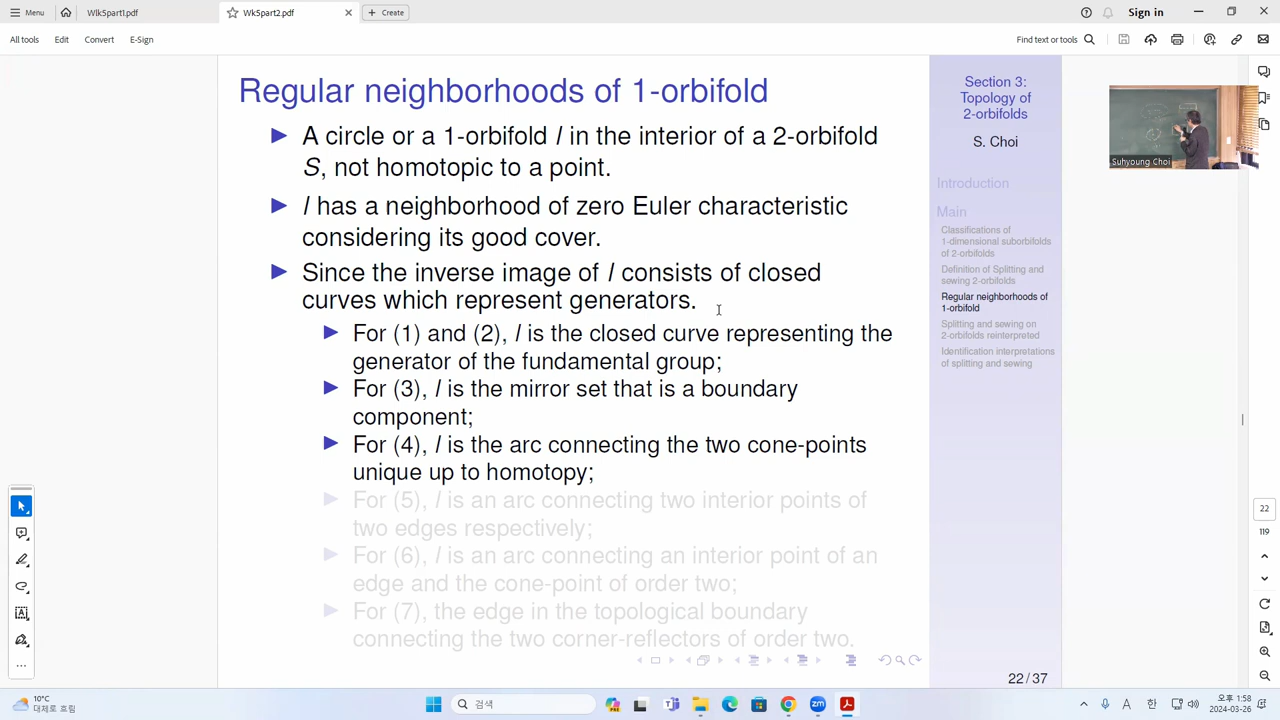 Menu
Wk5part1.pdf
Wk5part2.pdf
Create
Sign in
All tools
Edit
Convert
E-Sign
Find text or tools
Regular neighborhoods of 1-orbifold
A circle or a 1-orbifold l in the interior of a 2-orbifold
S, not homotopic to a point.
l has a neighborhood of zero Euler characteristic
considering its good cover.
Since the inverse image of l consists of closed
curves which represent generators.
For (1) and (2), l is the closed curve representing the
generator of the fundamental group;
For (3), l is the mirror set that is a boundary
component;
For (4), l is the arc connecting the two cone-points
unique up to homotopy;
For (5), l is an arc connecting two interior points of
two edges respectively;
For (6), l is an arc connecting an interior point of an
edge and the cone-point of order two;
For (7), the edge in the topological boundary
connecting the two corner-reflectors of order two.
Section 3:
Topology of
2-orbifolds
S. Choi
Introduction
Main
Classifications of
1-dimensional suborbifolds
of 2-orbifolds
Definition of Splitting and
sewing 2-orbifolds
Regular neighborhoods of
1-orbifold
Splitting and sewing on
2-orbifolds reinterpreted
Identification interpretations
of splitting and sewing
22/37
Suhyoung Choi
22
119
10°C
대체로 흐림
검색
A
한
오후 1:58
2024-03-26